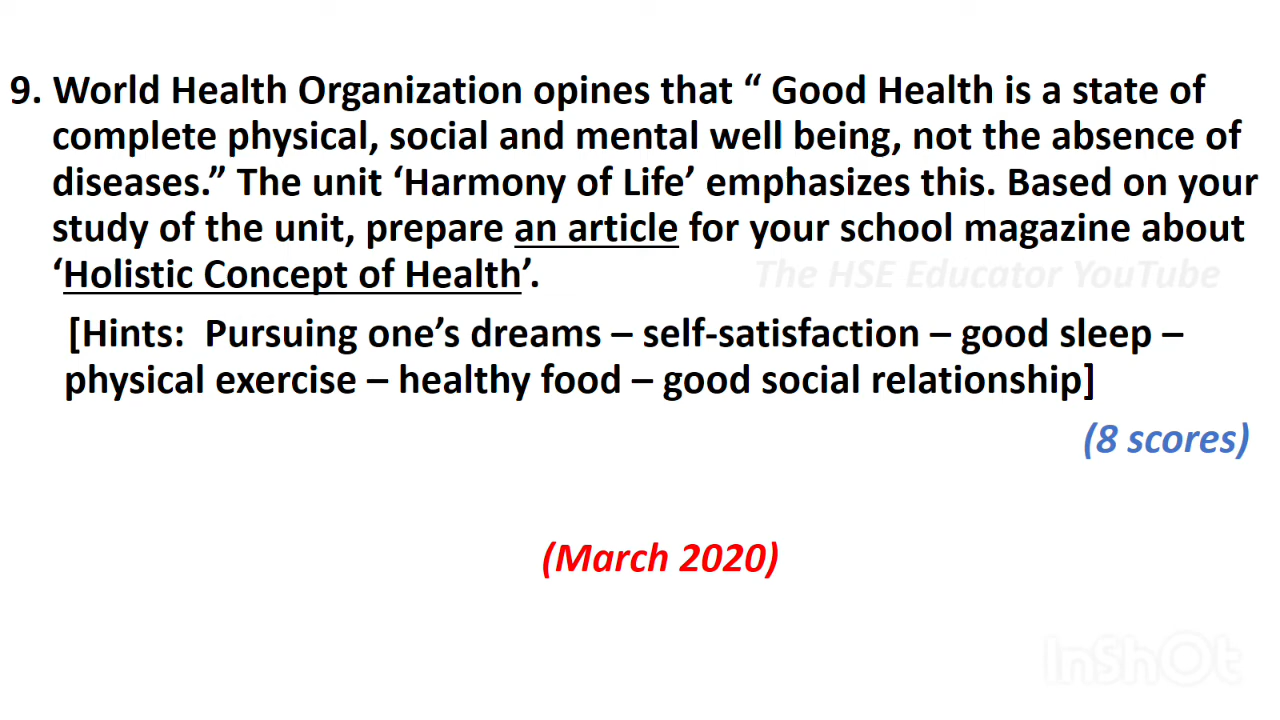 9. World Health Organization opines that “ Good Health is a state of
complete physical, social and mental well being, not the absence of
diseases.” The unit ‘Harmony of Life’ emphasizes this. Based on your
study of the unit, prepare an article for your school magazine about
‘Holistic Concept of Health’.
The HSE Educator YouTube
[Hints: Pursuing one’s dreams – self-satisfaction – good sleep –
physical exercise – healthy food – good social relationship]
(8 scores)
(March 2020)
InShOt